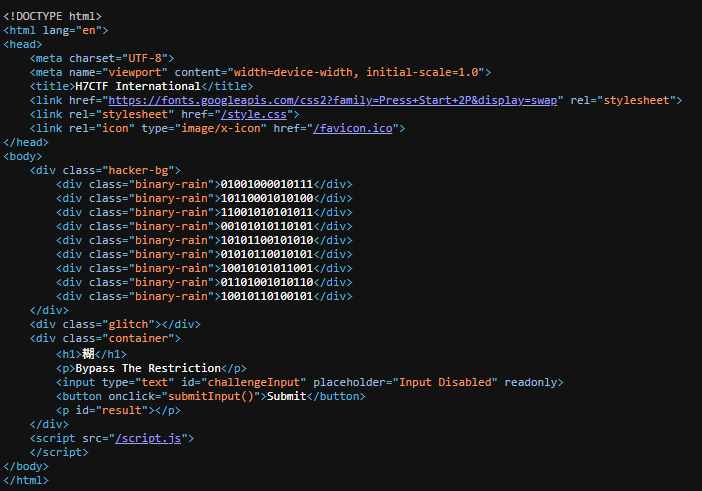 <!DOCTYPE html>
<html lang="en">
<head>
    <meta charset="UTF-8">
    <meta name="viewport" content="width=device-width, initial-scale=1.0">
    <title>H7CTF International</title>
    <link href="https://fonts.googleapis.com/css2?family=Press+Start+2P&display=swap" rel="stylesheet">
    <link rel="stylesheet" href="/style.css">
    <link rel="icon" type="image/x-icon" href="/favicon.ico">
</head>
<body>
    <div class="hacker-bg">
        <div class="binary-rain">01001000010111</div>
        <div class="binary-rain">10110001010100</div>
        <div class="binary-rain">11001010101011</div>
        <div class="binary-rain">00101010110101</div>
        <div class="binary-rain">10101100101010</div>
        <div class="binary-rain">01010110010101</div>
        <div class="binary-rain">10010101011001</div>
        <div class="binary-rain">01101001010110</div>
        <div class="binary-rain">10010110100101</div>
    </div>
    <div class="glitch"></div>
    <div class="container">
        <h1>糊</h1>
        <p>Bypass The Restriction</p>
        <input type="text" id="challengeInput" placeholder="Input Disabled" readonly>
        <button onclick="submitInput()">Submit</button>
        <p id="result"></p>
    </div>
    <script src="/script.js">
    </script>
</body>
</html>